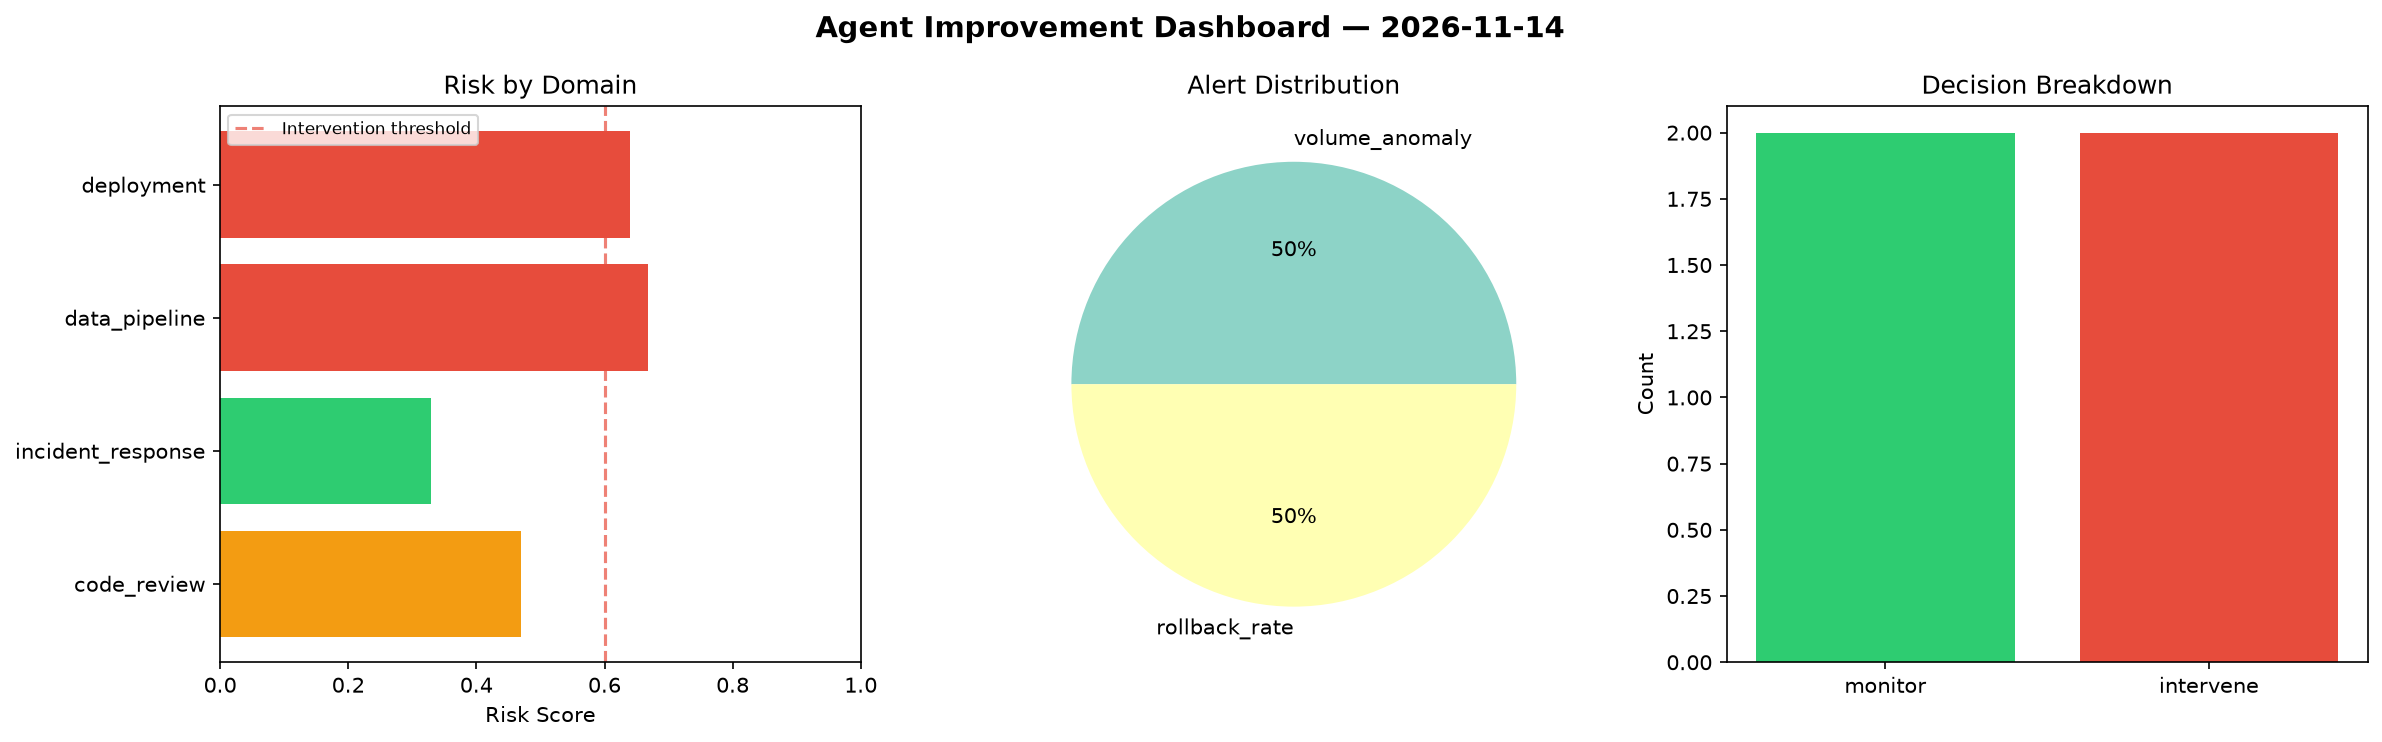 Agent Improvement Dashboard — 2026-11-14
Risk by Domain
Intervention threshold
deployment
data_pipeline
incident_response
code_review
0.0 0.2 0.4 0.6 0.8 1.0
Risk Score
Alert Distribution
volume_anomaly
50%
50%
rollback_rate
Decision Breakdown
2.00
1.75
1.50
1.25
1.00
0.75
0.50
0.25
0.00
Count
monitor intervene